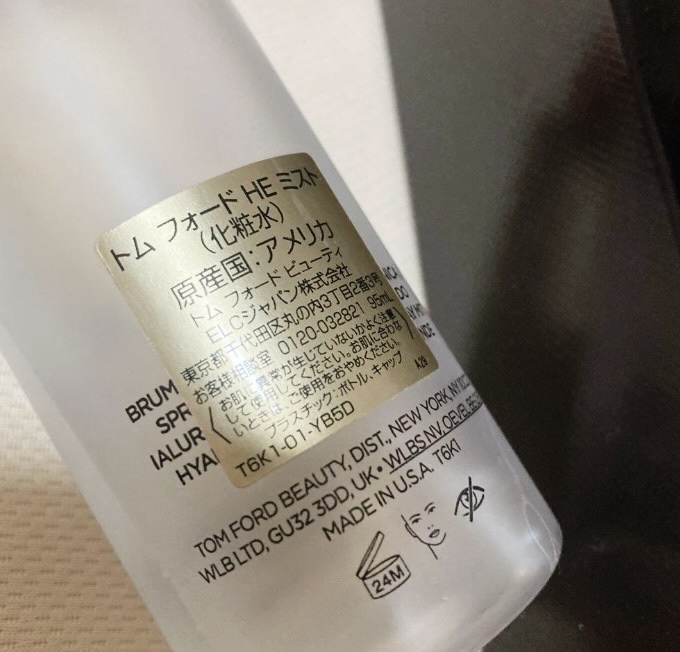 トム フォード HE ミスト
(化粧水)
原産国:アメリカ
トム フォード ビューティ
ELCジャパン株式会社
東京都千代田区丸の内3丁目2番3号
お客様相談室 0120-032821 95mL
お肌に異常が生じていないかよく注意
して使用してください。お肌に合わな
いときは、ご使用をおやめください。
プラスチック:ボトル、キャップ
A29
T6K1-01-YB5D
BRUM
SPR
IALUR
HYA
DO
NDE
TOM FORD BEAUTY, DIST., NEW YORK, NY
WLB LTD, GU32 3DD, UK • WLBS NV. OEVEL
MADE IN U.S.A. T6K1
24M